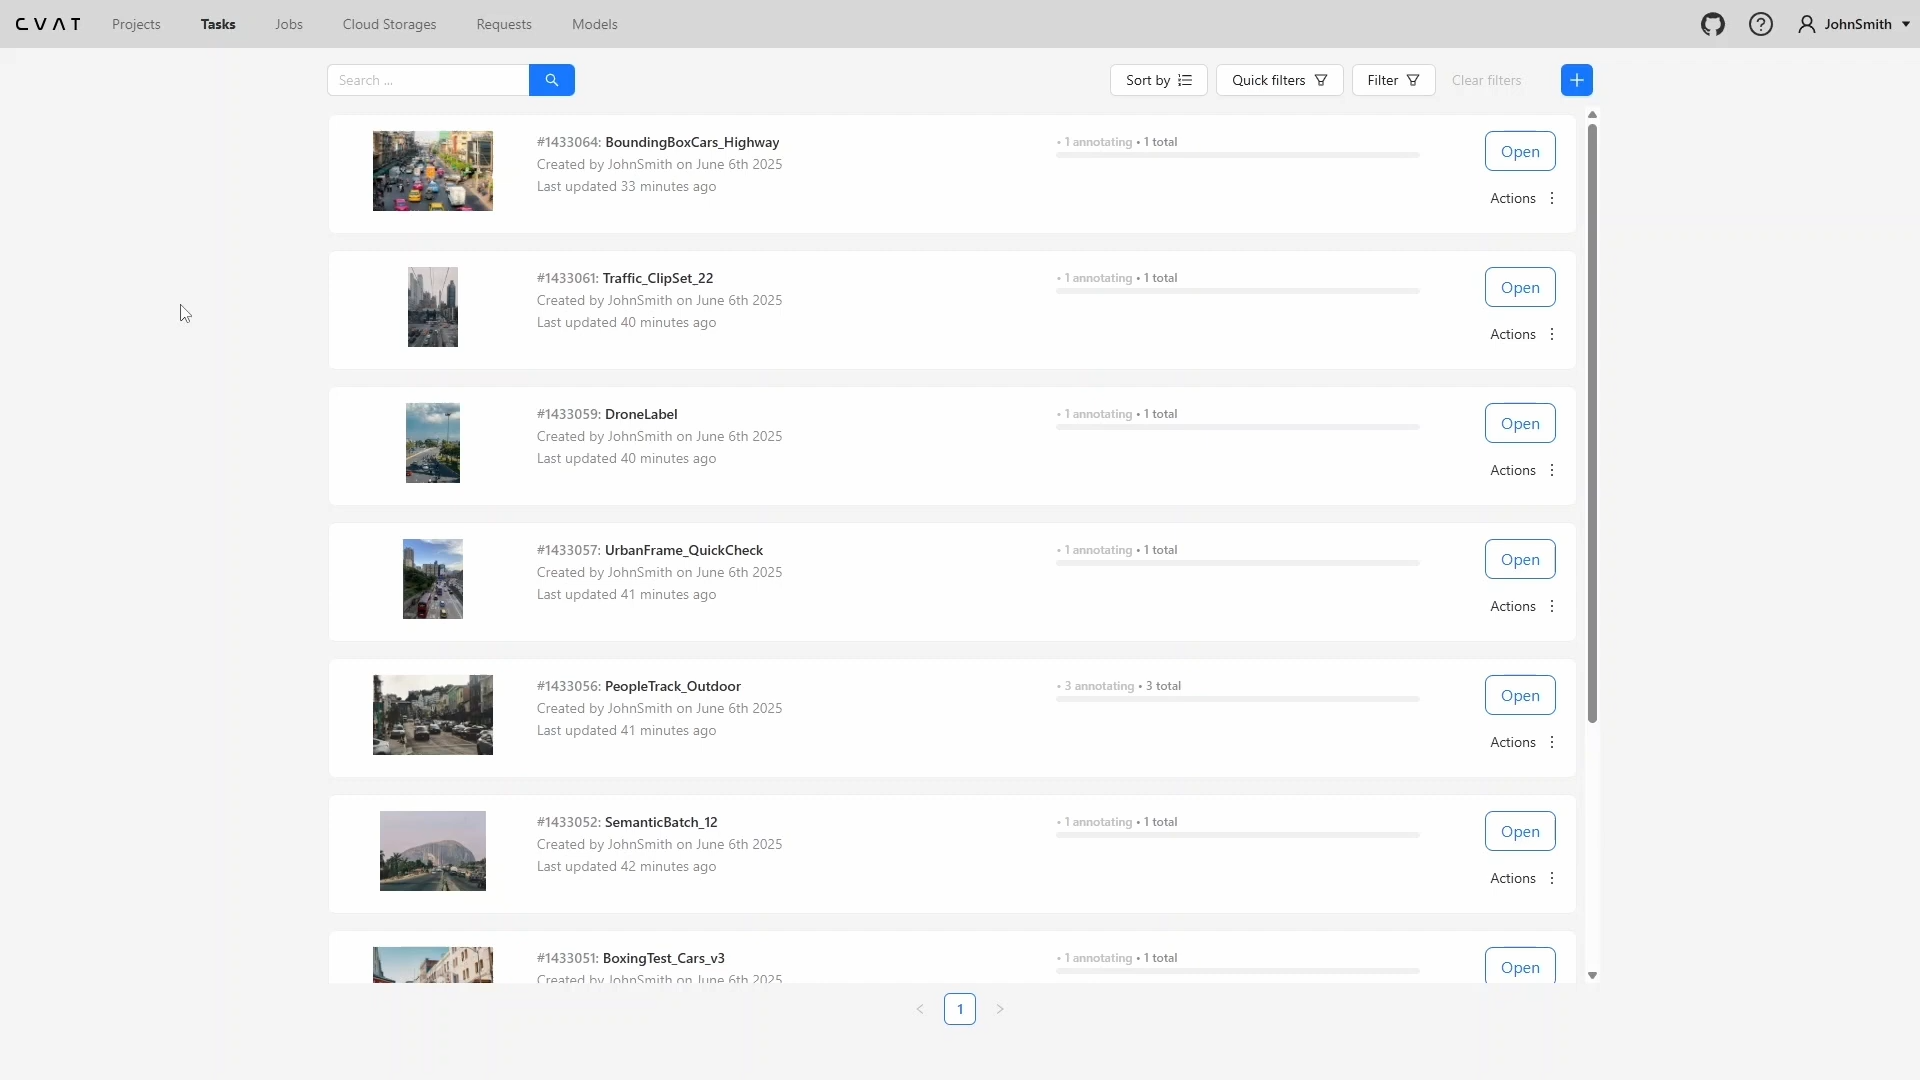 CVAT Projects Tasks Jobs Cloud Storages Requests Models JohnSmith
Search ... Sort by Quick filters Filter Clear filters
#1433064: BoundingBoxCars_Highway
Created by JohnSmith on June 6th 2025
Last updated 33 minutes ago
• 1 annotating • 1 total
Open
Actions
#1433061: Traffic_ClipSet_22
Created by JohnSmith on June 6th 2025
Last updated 40 minutes ago
• 1 annotating • 1 total
Open
Actions
#1433059: DroneLabel
Created by JohnSmith on June 6th 2025
Last updated 40 minutes ago
• 1 annotating • 1 total
Open
Actions
#1433057: UrbanFrame_QuickCheck
Created by JohnSmith on June 6th 2025
Last updated 41 minutes ago
• 1 annotating • 1 total
Open
Actions
#1433056: PeopleTrack_Outdoor
Created by JohnSmith on June 6th 2025
Last updated 41 minutes ago
• 3 annotating • 3 total
Open
Actions
#1433052: SemanticBatch_12
Created by JohnSmith on June 6th 2025
Last updated 42 minutes ago
• 1 annotating • 1 total
Open
Actions
#1433051: BoxingTest_Cars_v3
Created by JohnSmith on June 6th 2025
• 1 annotating • 1 total
Open
< 1 >